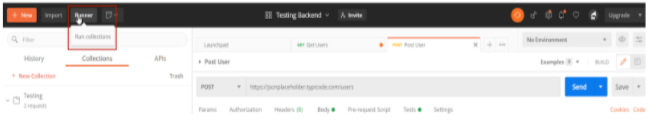 + New Import Runner Testing Backend Invite Upgrade
Run collections
Filter
Launchpad GET Get Users POST Post User No Environment
History Collections APIs
Post User Examples 0 BUILD
+ New Collection Trash
POST https://jsonplaceholder.typicode.com/users Send Save
Testing
2 requests
Params Authorization Headers (8) Body Pre-request Script Tests Settings Cookies Code